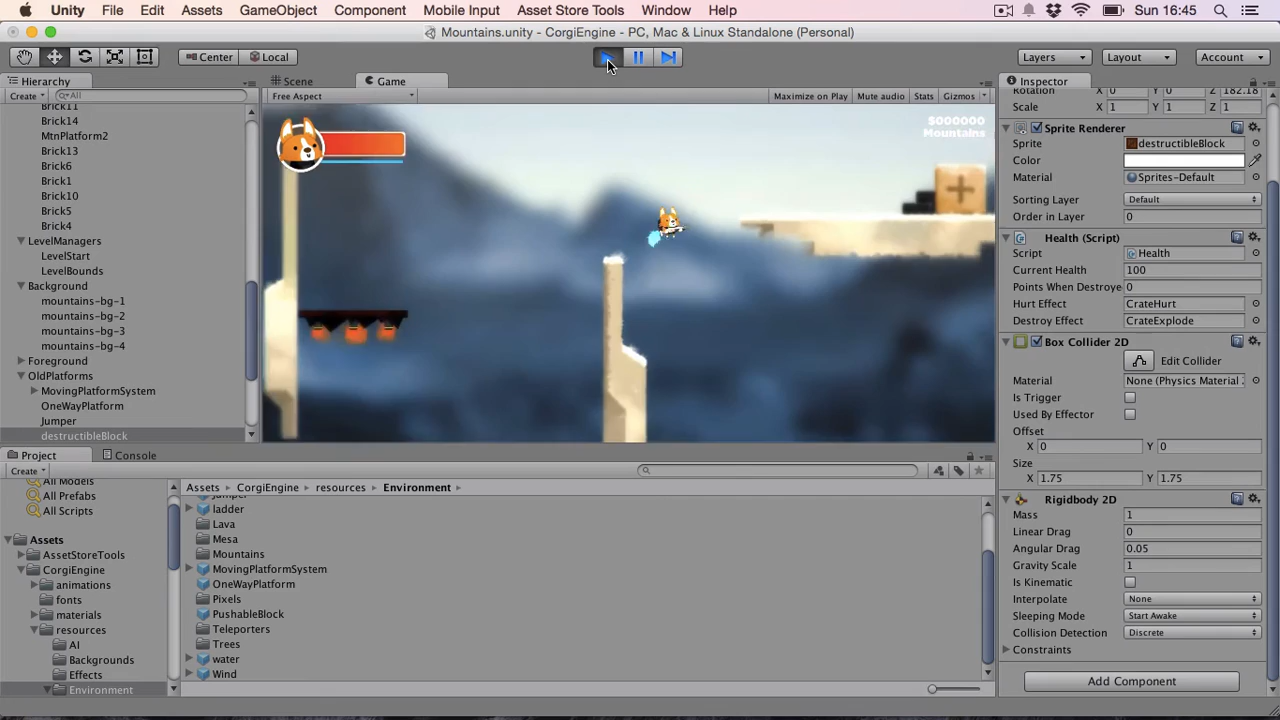 Unity File Edit Assets GameObject Component Mobile Input Asset Store Tools Window Help Sun 16:45
Mountains.unity - CorgiEngine - PC, Mac & Linux Standalone (Personal)
Center Local Layers Layout Account
Hierarchy Scene Game Inspector
Create All Free Aspect Maximize on Play Mute audio Stats Gizmos
Brick11
Brick14
MtnPlatform2
Brick13
Brick6
Brick1
Brick10
Brick5
Brick4
LevelManagers
LevelStart
LevelBounds
Background
mountains-bg-1
mountains-bg-2
mountains-bg-3
mountains-bg-4
Foreground
OldPlatforms
MovingPlatformSystem
OneWayPlatform
Jumper
destructibleBlock
$000000
Mountains
Rotation X 0 Y 0 Z 182.18
Scale X 1 Y 1 Z 1
Sprite Renderer
Sprite destructibleBlock
Color
Material Sprites-Default
Sorting Layer Default
Order in Layer 0
Health (Script)
Script Health
Current Health 100
Points When Destroye 0
Hurt Effect CrateHurt
Destroy Effect CrateExplode
Box Collider 2D
Edit Collider
Material None (Physics Material
Is Trigger
Used By Effector
Offset
X 0 Y 0
Size
X 1.75 Y 1.75
Rigidbody 2D
Mass 1
Linear Drag 0
Angular Drag 0.05
Gravity Scale 1
Is Kinematic
Interpolate None
Sleeping Mode Start Awake
Collision Detection Discrete
Constraints
Add Component
Project Console
Create
All Models
All Prefabs
All Scripts
Assets
AssetStoreTools
CorgiEngine
animations
fonts
materials
resources
AI
Backgrounds
Effects
Environment
Assets CorgiEngine resources Environment
Jumper
ladder
Lava
Mesa
Mountains
MovingPlatformSystem
OneWayPlatform
Pixels
PushableBlock
Teleporters
Trees
water
Wind